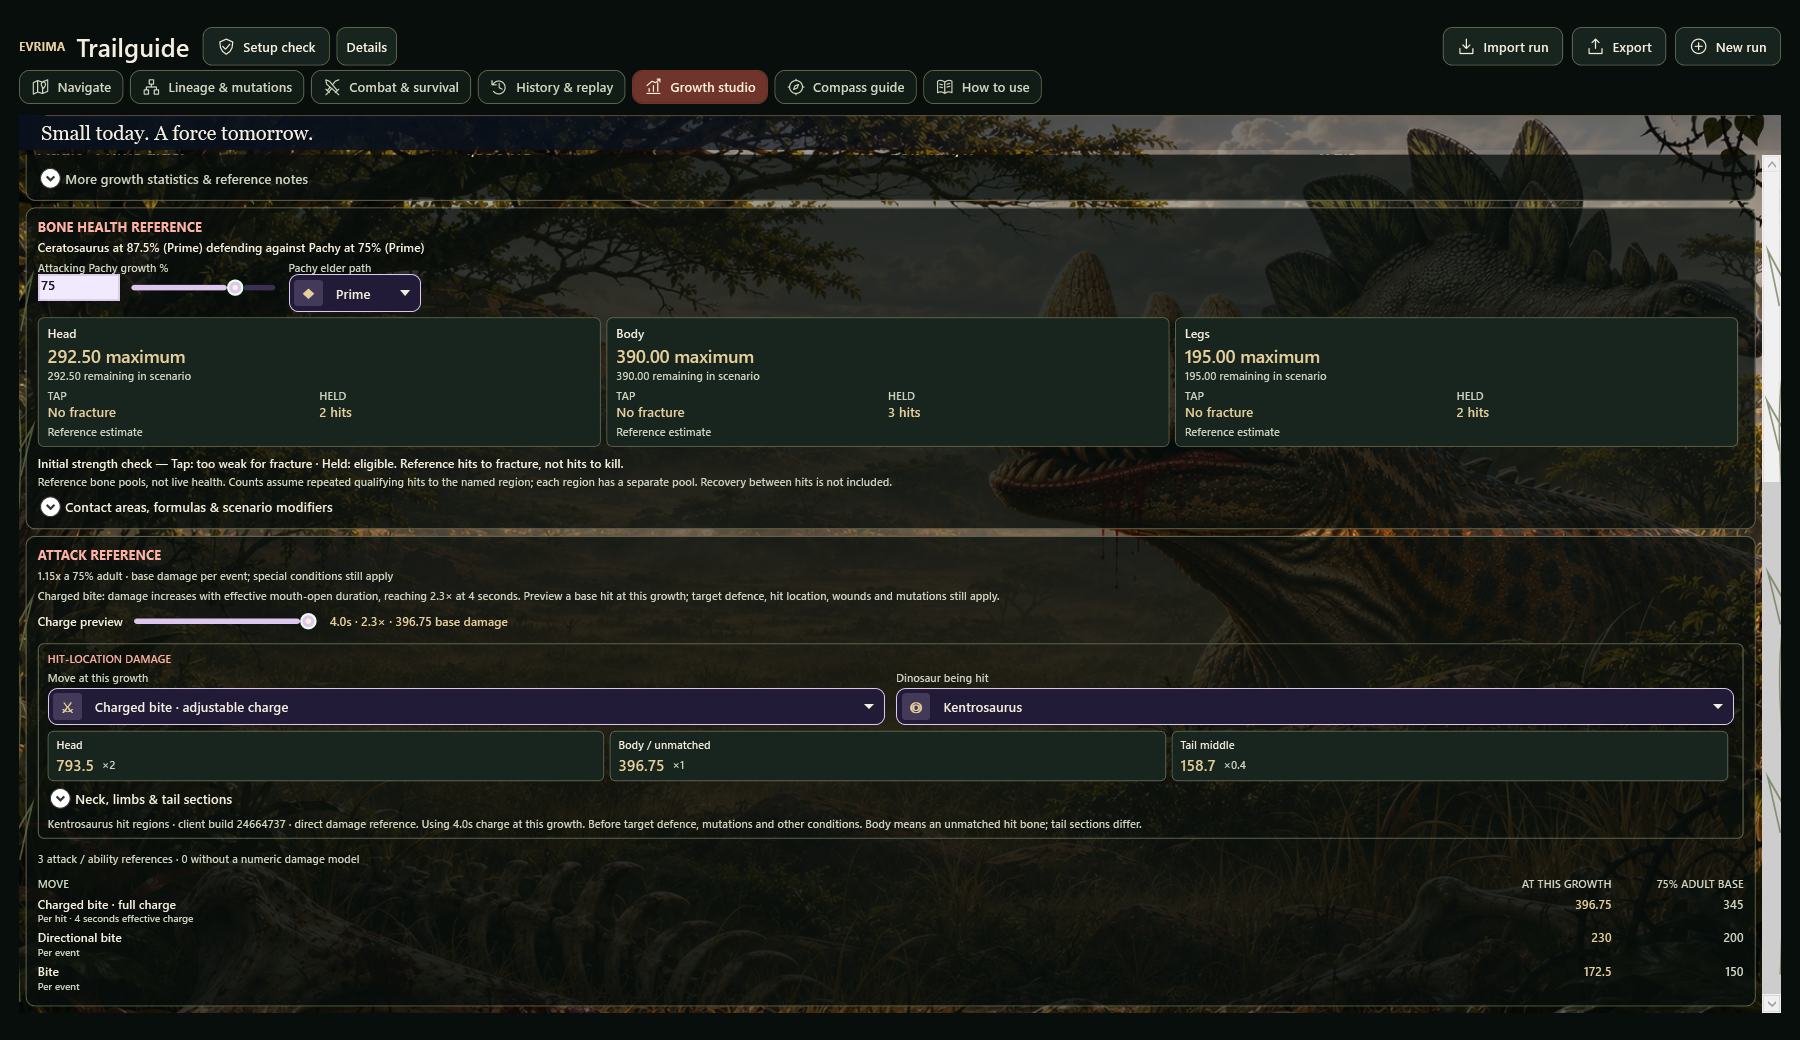 EVRIMA Trailguide Setup check Details Import run Export New run
Navigate Lineage & mutations Combat & survival History & replay Growth studio Compass guide How to use
Small today. A force tomorrow.
More growth statistics & reference notes
BONE HEALTH REFERENCE
Ceratosaurus at 87.5% (Prime) defending against Pachy at 75% (Prime)
Attacking Pachy growth % Pachy elder path
75 Prime
Head Body Legs
292.50 maximum 390.00 maximum 195.00 maximum
292.50 remaining in scenario 390.00 remaining in scenario 195.00 remaining in scenario
TAP HELD TAP HELD TAP HELD
No fracture 2 hits No fracture 3 hits No fracture 2 hits
Reference estimate Reference estimate Reference estimate
Initial strength check — Tap: too weak for fracture · Held: eligible. Reference hits to fracture, not hits to kill.
Reference bone pools, not live health. Counts assume repeated qualifying hits to the named region; each region has a separate pool. Recovery between hits is not included.
Contact areas, formulas & scenario modifiers
ATTACK REFERENCE
1.15x a 75% adult · base damage per event; special conditions still apply
Charged bite: damage increases with effective mouth-open duration, reaching 2.3× at 4 seconds. Preview a base hit at this growth; target defence, hit location, wounds and mutations still apply.
Charge preview 4.0s · 2.3× · 396.75 base damage
HIT-LOCATION DAMAGE
Move at this growth Dinosaur being hit
Charged bite · adjustable charge Kentrosaurus
Head Body / unmatched Tail middle
793.5 ×2 396.75 ×1 158.7 ×0.4
Neck, limbs & tail sections
Kentrosaurus hit regions · client build 24664737 · direct damage reference. Using 4.0s charge at this growth. Before target defence, mutations and other conditions. Body means an unmatched hit bone; tail sections differ.
3 attack / ability references · 0 without a numeric damage model
MOVE AT THIS GROWTH 75% ADULT BASE
Charged bite · full charge 396.75 345
Per hit · 4 seconds effective charge
Directional bite 230 200
Per event
Bite 172.5 150
Per event